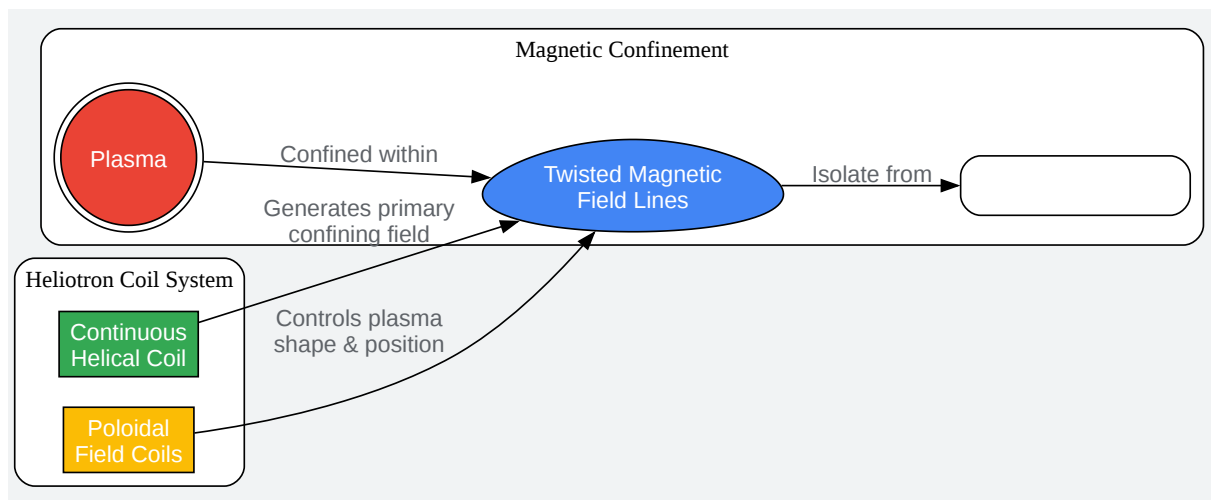 Magnetic Confinement
Plasma
Confined within
Twisted Magnetic
Field Lines
Isolate from
Generates primary
confining field
Heliotron Coil System
Continuous
Helical Coil
Controls plasma
shape & position
Poloidal
Field Coils